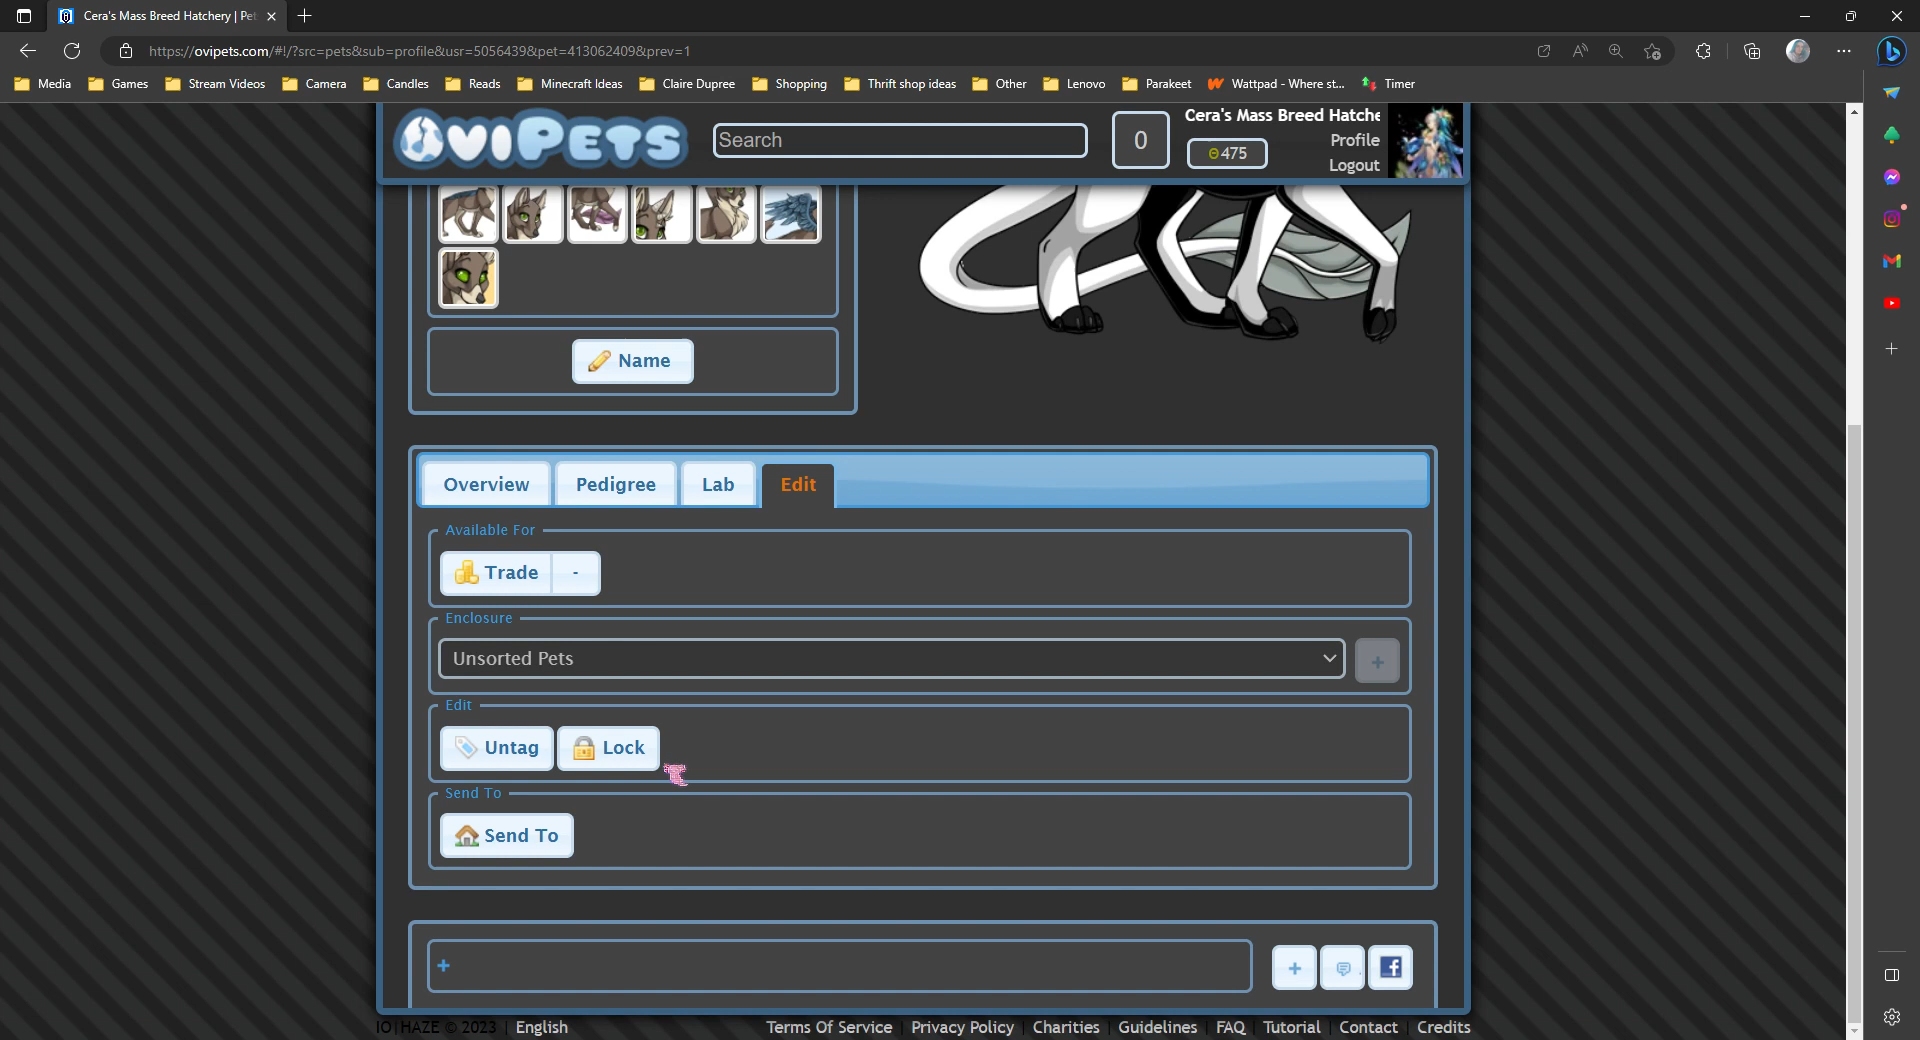 Cera's Mass Breed Hatchery | Pet
https://ovipets.com/#!/?src=pets&sub=profile&usr=5056439&pet=413062409&prev=1
Media Games Stream Videos Camera Candles Reads Minecraft Ideas Claire Dupree Shopping Thrift shop ideas Other Lenovo Parakeet Wattpad - Where st... Timer
OviPets
Search
0
Cera's Mass Breed Hatche
475
Profile
Logout
Name
Overview Pedigree Lab Edit
Available For
Trade -
Enclosure
Unsorted Pets
+
Edit
Untag Lock
Send To
Send To
+
+
IO|HAZE © 2023 | English
Terms Of Service | Privacy Policy | Charities | Guidelines | FAQ | Tutorial | Contact | Credits